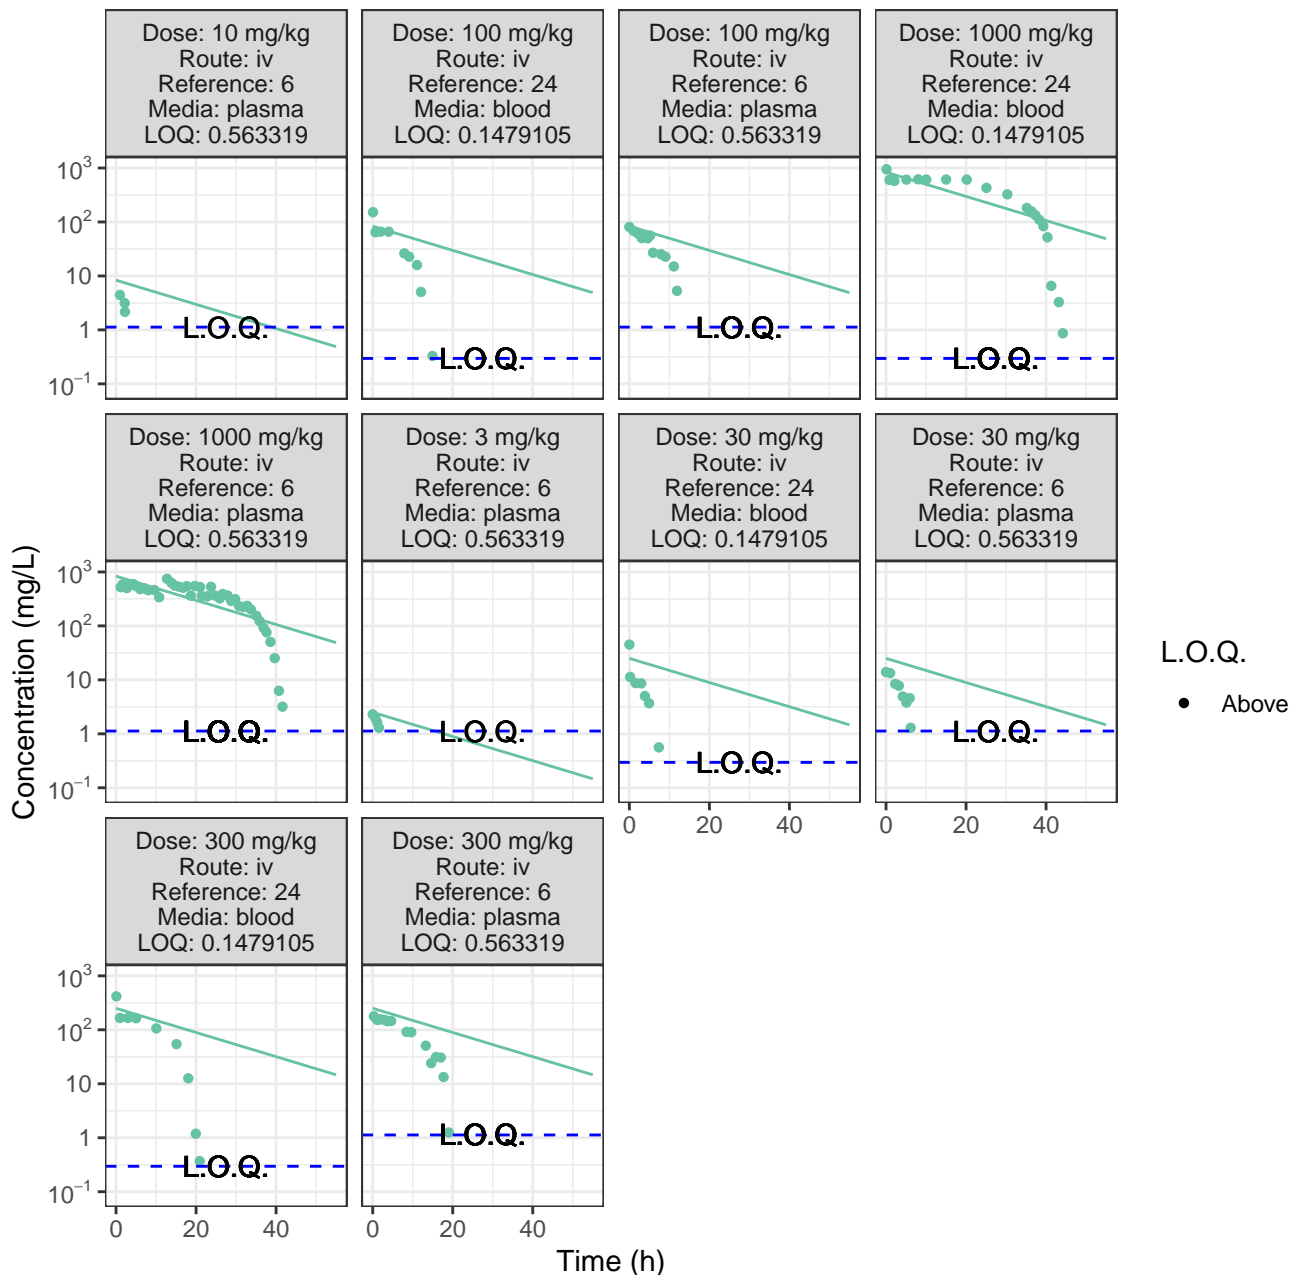 Dose: 10 mg/kg
Route: iv
Reference: 6
Media: plasma
LOQ: 0.563319
Dose: 100 mg/kg
Route: iv
Reference: 24
Media: blood
LOQ: 0.1479105
Dose: 100 mg/kg
Route: iv
Reference: 6
Media: plasma
LOQ: 0.563319
Dose: 1000 mg/kg
Route: iv
Reference: 24
Media: blood
LOQ: 0.1479105
10³
10²
10
1
10⁻¹
L.O.Q.
L.O.Q.
L.O.Q.
L.O.Q.
Dose: 1000 mg/kg
Route: iv
Reference: 6
Media: plasma
LOQ: 0.563319
Dose: 3 mg/kg
Route: iv
Reference: 6
Media: plasma
LOQ: 0.563319
Dose: 30 mg/kg
Route: iv
Reference: 24
Media: blood
LOQ: 0.1479105
Dose: 30 mg/kg
Route: iv
Reference: 6
Media: plasma
LOQ: 0.563319
10³
10²
10
1
10⁻¹
L.O.Q.
L.O.Q.
L.O.Q.
L.O.Q.
0 20 40
0 20 40
Dose: 300 mg/kg
Route: iv
Reference: 24
Media: blood
LOQ: 0.1479105
Dose: 300 mg/kg
Route: iv
Reference: 6
Media: plasma
LOQ: 0.563319
10³
10²
10
1
10⁻¹
L.O.Q.
L.O.Q.
0 20 40
0 20 40
Time (h)
Concentration (mg/L)
L.O.Q.
Above